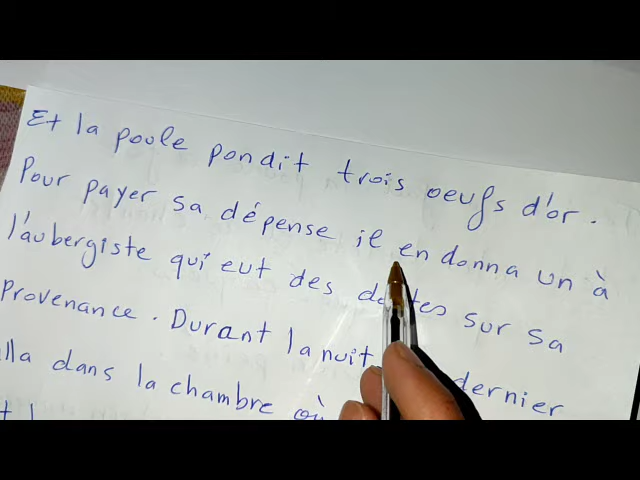 Et la poule pondit trois oeufs d'or.
Pour payer sa dépense il en donna un à
l'aubergiste qui eut des sur sa
Provenance. Durant la nuit dernier
dans la chambre où